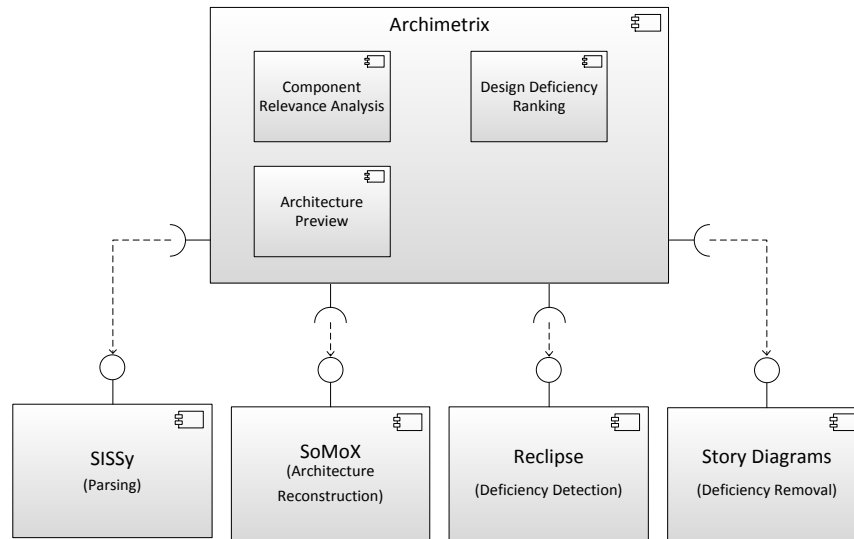 Archimetrix
Component
Relevance Analysis
Design Deficiency
Ranking
Architecture
Preview
SISSy
(Parsing)
SoMoX
(Architecture
Reconstruction)
Reclipse
(Deficiency Detection)
Story Diagrams
(Deficiency Removal)